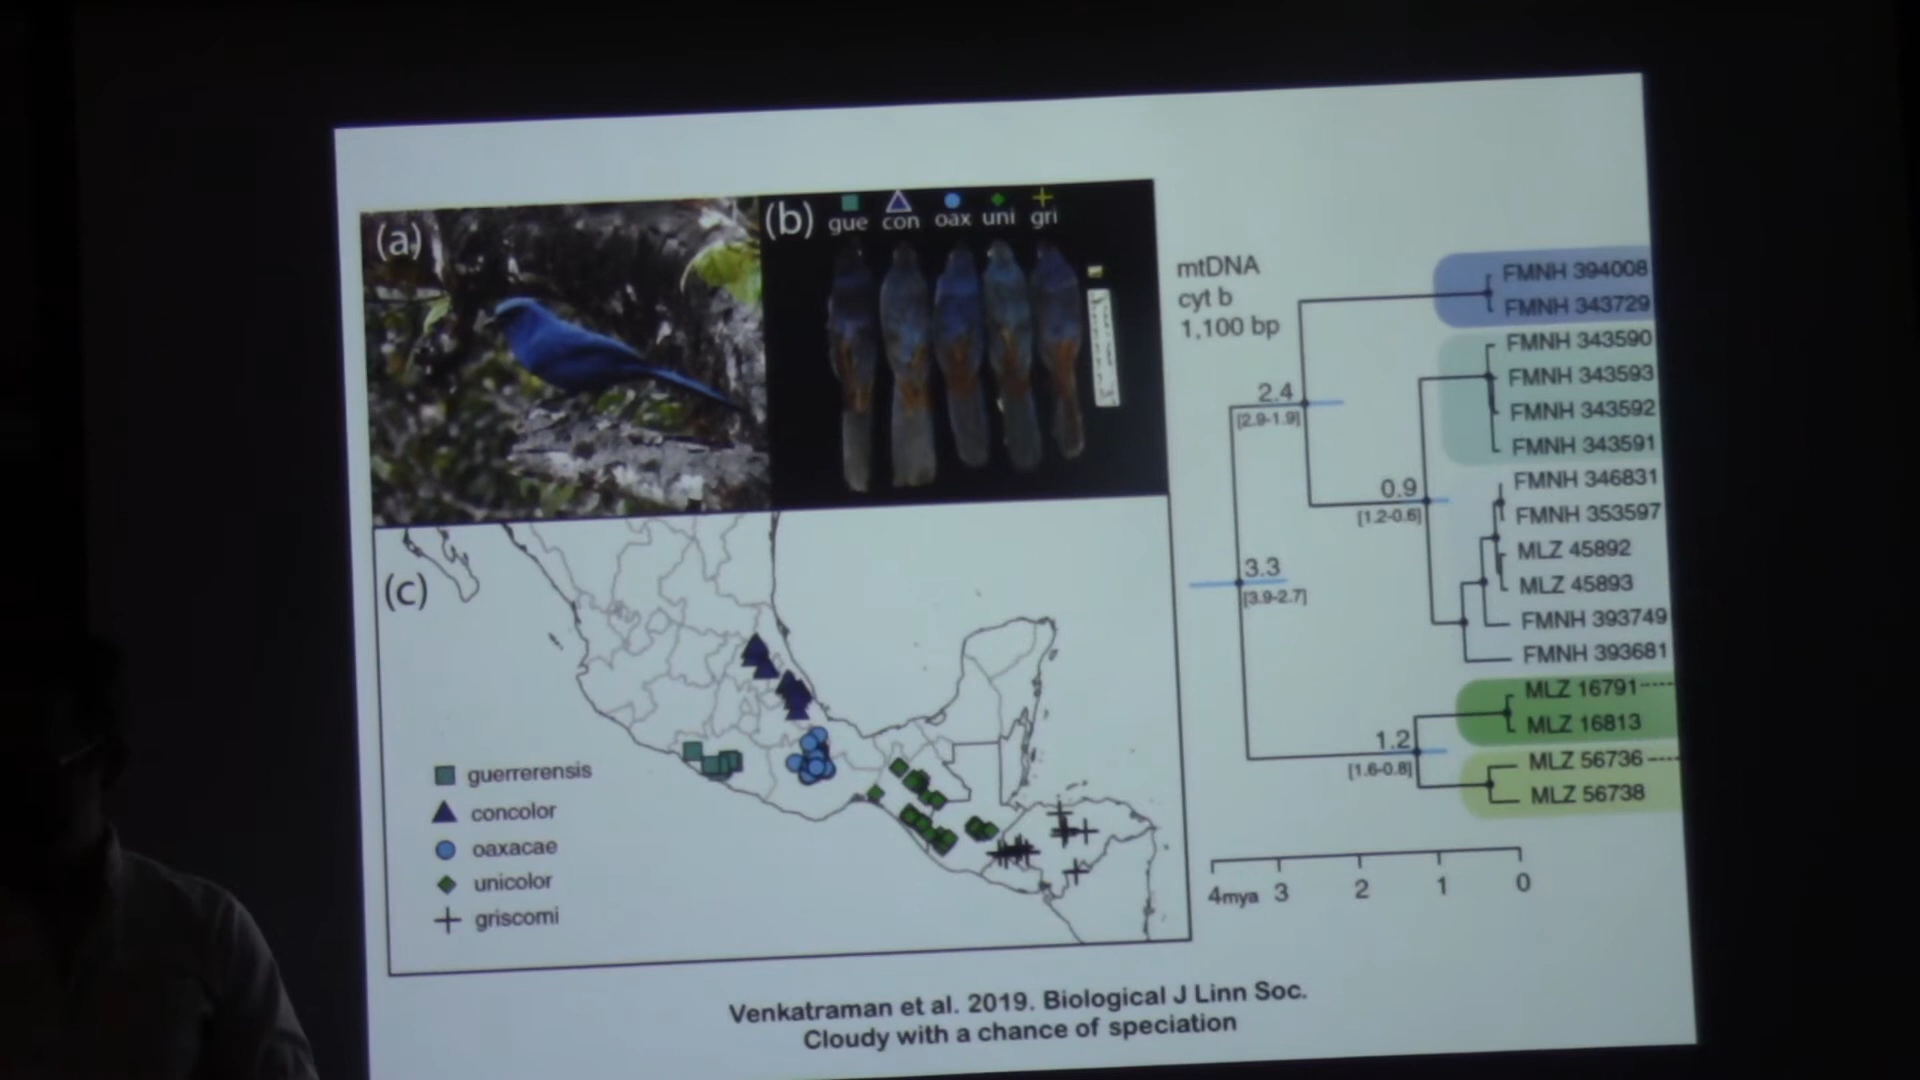 (a)
(b)
gue con oax uni gri
(c)
guerrerensis
concolor
oaxacae
unicolor
griscomi
mtDNA
cyt b
1,100 bp
2.4
[2.9-1.9]
0.9
[1.2-0.6]
3.3
[3.9-2.7]
1.2
[1.6-0.8]
FMNH 394008
FMNH 343729
FMNH 343590
FMNH 343593
FMNH 343592
FMNH 343591
FMNH 346831
FMNH 353597
MLZ 45892
MLZ 45893
FMNH 393749
FMNH 393681
MLZ 16791
MLZ 16813
MLZ 56736
MLZ 56738
4mya 3 2 1 0
Venkatraman et al. 2019. Biological J Linn Soc.
Cloudy with a chance of speciation